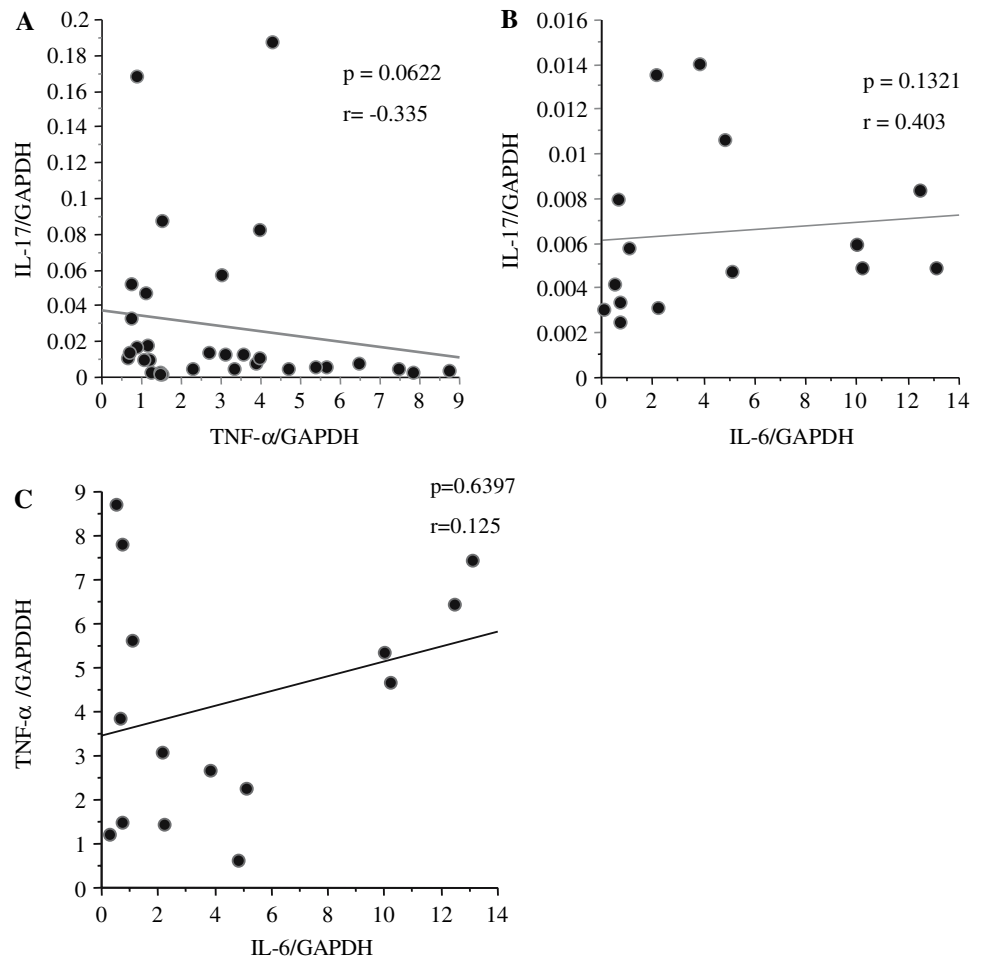 A
0.2
0.18
0.16
0.14
0.12
0.1
0.08
0.06
0.04
0.02
0
IL-17/GAPDH
p = 0.0622
r= -0.335
0 1 2 3 4 5 6 7 8 9
TNF-α/GAPDH
B
0.016
0.014
0.012
0.01
0.008
0.006
0.004
0.002
0
IL-17/GAPDH
p = 0.1321
r = 0.403
0 2 4 6 8 10 12 14
IL-6/GAPDH
C
9
8
7
6
5
4
3
2
1
0
TNF-α /GAPDDH
p=0.6397
r=0.125
0 2 4 6 8 10 12 14
IL-6/GAPDH